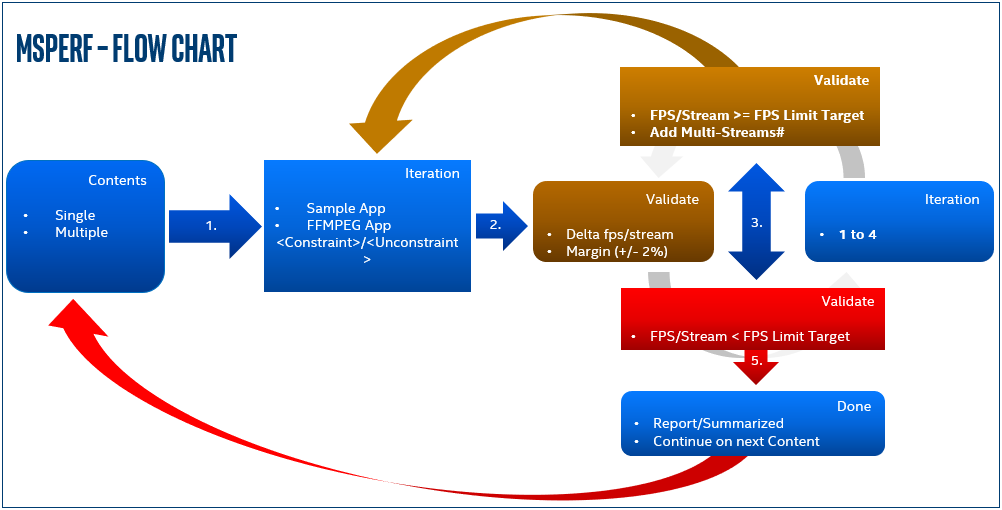 MSPERF – FLOW CHART
Contents
• Single
• Multiple
1.
Iteration
• Sample App
• FFMPEG App
<Constraint>/<Unconstraint
>
2.
Validate
• Delta fps/stream
• Margin (+/- 2%)
Validate
• FPS/Stream >= FPS Limit Target
• Add Multi-Streams#
3.
Iteration
• 1 to 4
Validate
• FPS/Stream < FPS Limit Target
5.
Done
• Report/Summarized
• Continue on next Content